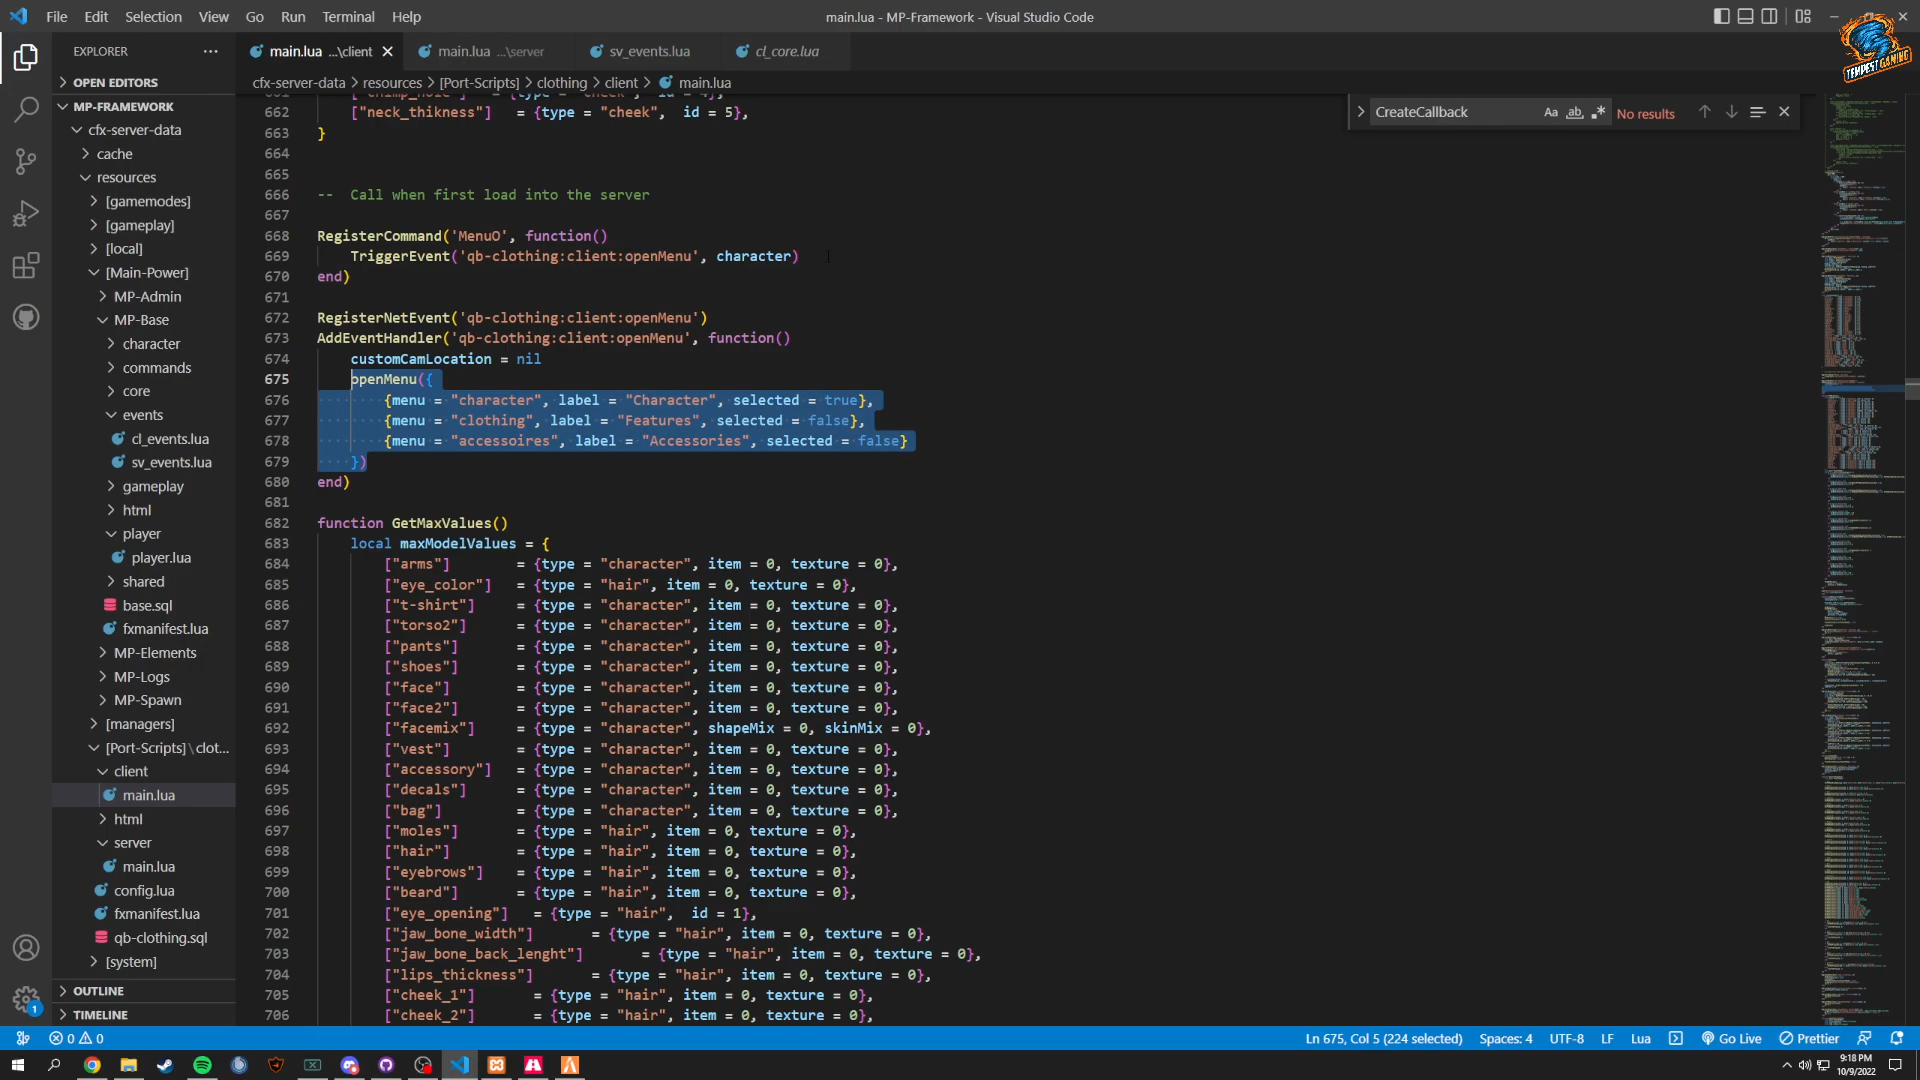 File Edit Selection View Go Run Terminal Help
main.lua - MP-Framework - Visual Studio Code
TEMPEST GAMING
EXPLORER
OPEN EDITORS
MP-FRAMEWORK
cfx-server-data
cache
resources
[gamemodes]
[gameplay]
[local]
[Main-Power]
MP-Admin
MP-Base
character
commands
core
events
cl_events.lua
sv_events.lua
gameplay
html
player
player.lua
shared
base.sql
fxmanifest.lua
MP-Elements
MP-Logs
MP-Spawn
[managers]
[Port-Scripts]\clot...
client
main.lua
html
server
main.lua
config.lua
fxmanifest.lua
qb-clothing.sql
[system]
OUTLINE
TIMELINE
main.lua ...\client main.lua ...\server sv_events.lua cl_core.lua
cfx-server-data > resources > [Port-Scripts] > clothing > client > main.lua
CreateCallback Aa ab .* No results
662 ["neck_thikness"] = {type = "cheek", id = 5},
663 }
664
665
666 -- Call when first load into the server
667
668 RegisterCommand('MenuO', function()
669 TriggerEvent('qb-clothing:client:openMenu', character)
670 end)
671
672 RegisterNetEvent('qb-clothing:client:openMenu')
673 AddEventHandler('qb-clothing:client:openMenu', function()
674 customCamLocation = nil
675 openMenu({
676 {menu = "character", label = "Character", selected = true},
677 {menu = "clothing", label = "Features", selected = false},
678 {menu = "accessoires", label = "Accessories", selected = false}
679 })
680 end)
681
682 function GetMaxValues()
683 local maxModelValues = {
684 ["arms"] = {type = "character", item = 0, texture = 0},
685 ["eye_color"] = {type = "hair", item = 0, texture = 0},
686 ["t-shirt"] = {type = "character", item = 0, texture = 0},
687 ["torso2"] = {type = "character", item = 0, texture = 0},
688 ["pants"] = {type = "character", item = 0, texture = 0},
689 ["shoes"] = {type = "character", item = 0, texture = 0},
690 ["face"] = {type = "character", item = 0, texture = 0},
691 ["face2"] = {type = "character", item = 0, texture = 0},
692 ["facemix"] = {type = "character", shapeMix = 0, skinMix = 0},
693 ["vest"] = {type = "character", item = 0, texture = 0},
694 ["accessory"] = {type = "character", item = 0, texture = 0},
695 ["decals"] = {type = "character", item = 0, texture = 0},
696 ["bag"] = {type = "character", item = 0, texture = 0},
697 ["moles"] = {type = "hair", item = 0, texture = 0},
698 ["hair"] = {type = "hair", item = 0, texture = 0},
699 ["eyebrows"] = {type = "hair", item = 0, texture = 0},
700 ["beard"] = {type = "hair", item = 0, texture = 0},
701 ["eye_opening"] = {type = "hair", id = 1},
702 ["jaw_bone_width"] = {type = "hair", item = 0, texture = 0},
703 ["jaw_bone_back_lenght"] = {type = "hair", item = 0, texture = 0},
704 ["lips_thickness"] = {type = "hair", item = 0, texture = 0},
705 ["cheek_1"] = {type = "hair", item = 0, texture = 0},
706 ["cheek_2"] = {type = "hair", item = 0, texture = 0},
0 0 Ln 675, Col 5 (224 selected) Spaces: 4 UTF-8 LF Lua Go Live Prettier
9:18 PM
10/9/2022